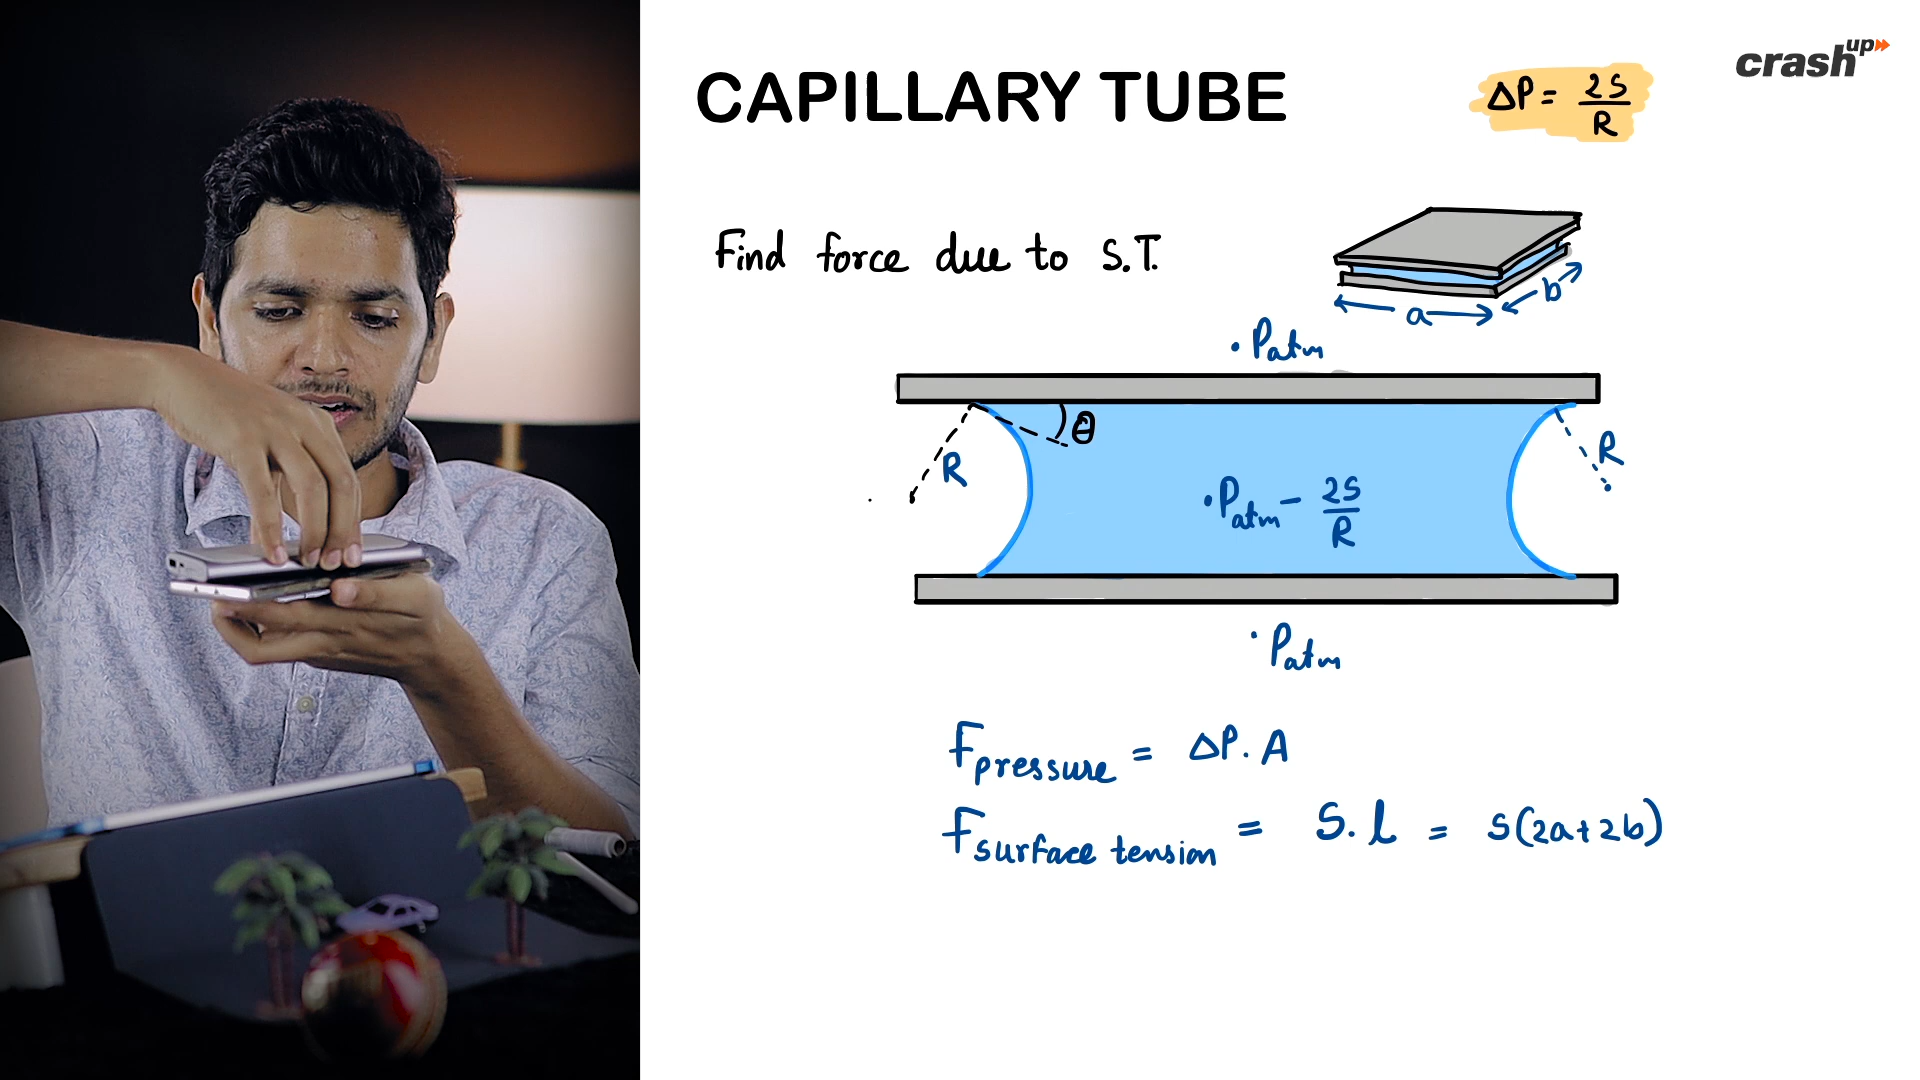 crashup
CAPILLARY TUBE
ΔP = 2S/R
Find force due to S.T.
a
b
• Patm
θ
R
R
• Patm - 2S/R
• Patm
Fpressure = ΔP. A
Fsurface tension = S. l = S(2a+2b)